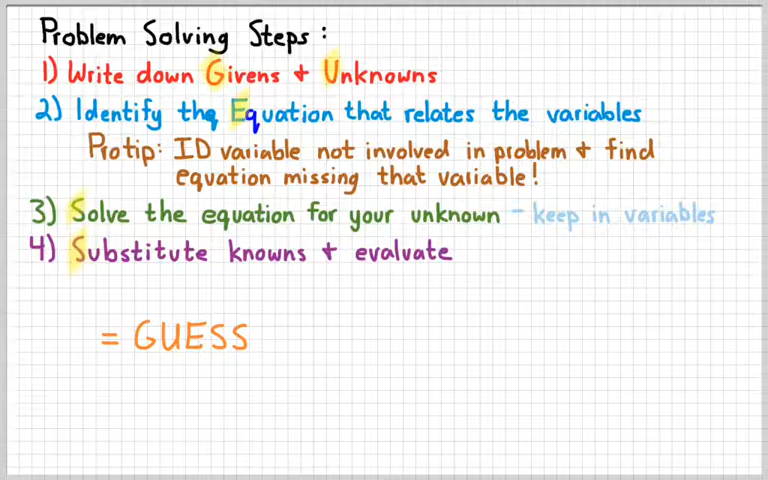 Problem Solving Steps:
1) Write down Givens + Unknowns
2) Identify the Equation that relates the variables
Protip: ID variable not involved in problem + find
equation missing that variable!
3) Solve the equation for your unknown - keep in variables
4) Substitute knowns + evaluate
= GUESS